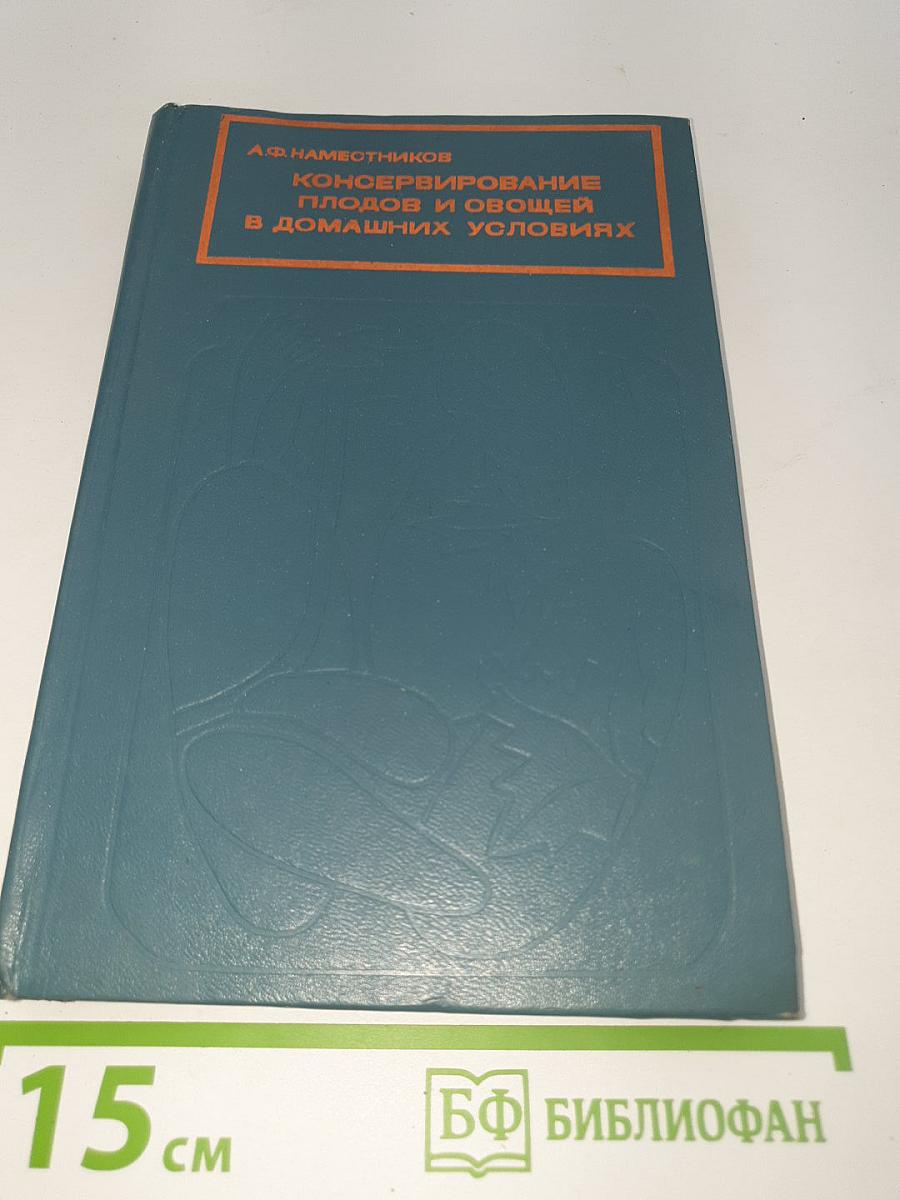 А.Ф. НАМЕСТНИКОВ
КОНСЕРВИРОВАНИЕ
ПЛОДОВ И ОВОЩЕЙ
В ДОМАШНИХ УСЛОВИЯХ
15 см
БФ БИБЛИОФАН